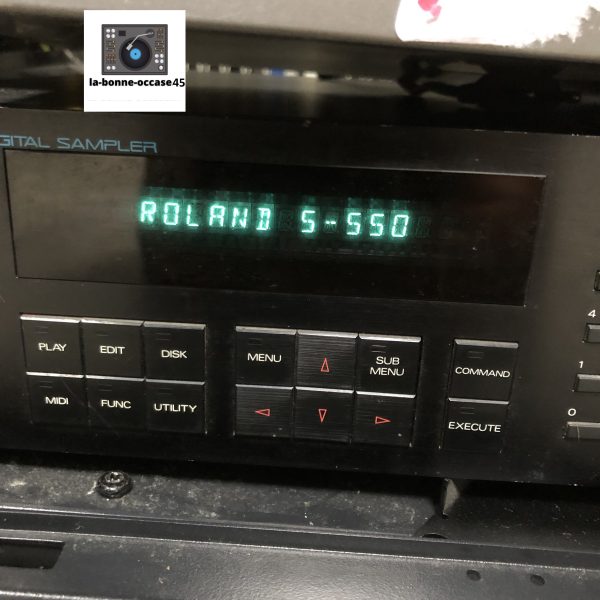 la-bonne-occase45
GITAL SAMPLER
ROLAND S-550
PLAY EDIT DISK MENU SUB MENU COMMAND
MIDI FUNC UTILITY EXECUTE
4
1
0